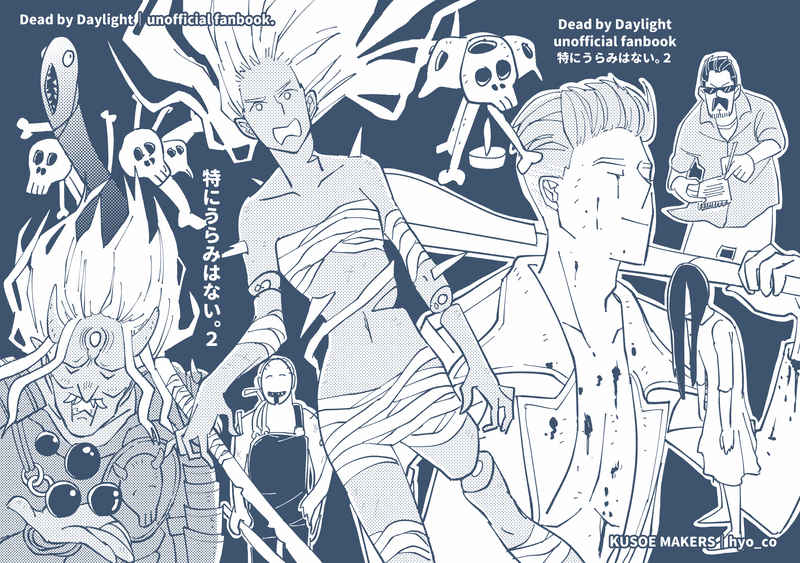 Dead by Daylight | unofficial fanbook.
Dead by Daylight
unofficial fanbook
特にうらみはない。2
特にうらみはない。2
KUSOE MAKERS | hyo_co